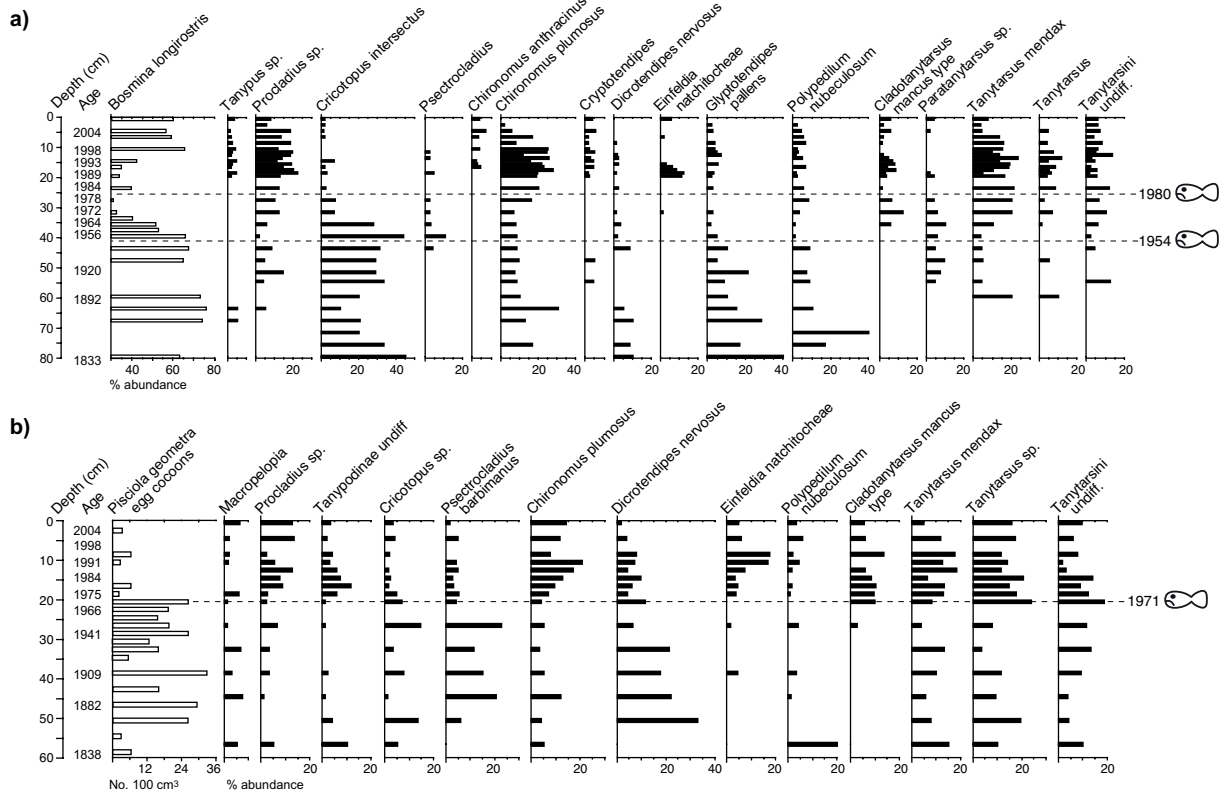 a)
Depth (cm)
Age
Bosmina longirostris
Tanypus sp.
Procladius sp.
Cricotopus intersectus
Psectrocladius
Chironomus anthracinus
Chironomus plumosus
Cryptotendipes
Dicrotendipes nervosus
Einfeldia
natchitocheae
Glyptotendipes
pallens
Polypedilum
nubeculosum
Cladotanytarsus
mancus type
Paratanytarsus sp.
Tanytarsus mendax
Tanytarsus
Tanytarsini
undiff.
0
10
20
30
40
50
60
70
80
2004
1998
1993
1989
1984
1978
1972
1964
1956
1920
1892
1833
1980
1954
40 60 80 20 20 40 20 20 40 20 20 40 20 40 20 20 20 20
% abundance
b)
Depth (cm)
Age
Pisciola geometra
egg cocoons
Macropelopia
Procladius sp.
Tanypodinae undiff
Cricotopus sp.
Psectrocladius
barbimanus
Chironomus plumosus
Dicrotendipes nervosus
Einfeldia natchitocheae
Polypedilum
nubeculosum
Cladotanytarsus mancus
type
Tanytarsus mendax
Tanytarsus sp.
Tanytarsini
undiff.
0
10
20
30
40
50
60
2004
1998
1991
1984
1975
1966
1941
1909
1882
1838
1971
12 24 36 20 20 20 20 20 40 20 20 20 20 20
No. 100 cm³
% abundance